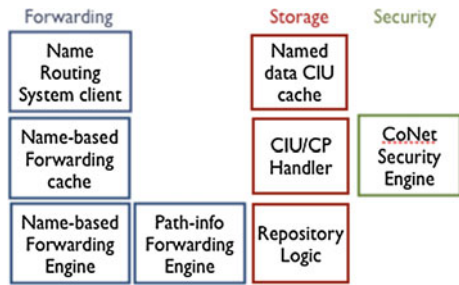 Forwarding
Storage
Security
Name
Routing
System client
Named
data CIU
cache
Name-based
Forwarding
cache
CIU/CP
Handler
CoNet
Security
Engine
Name-based
Forwarding
Engine
Path-info
Forwarding
Engine
Repository
Logic